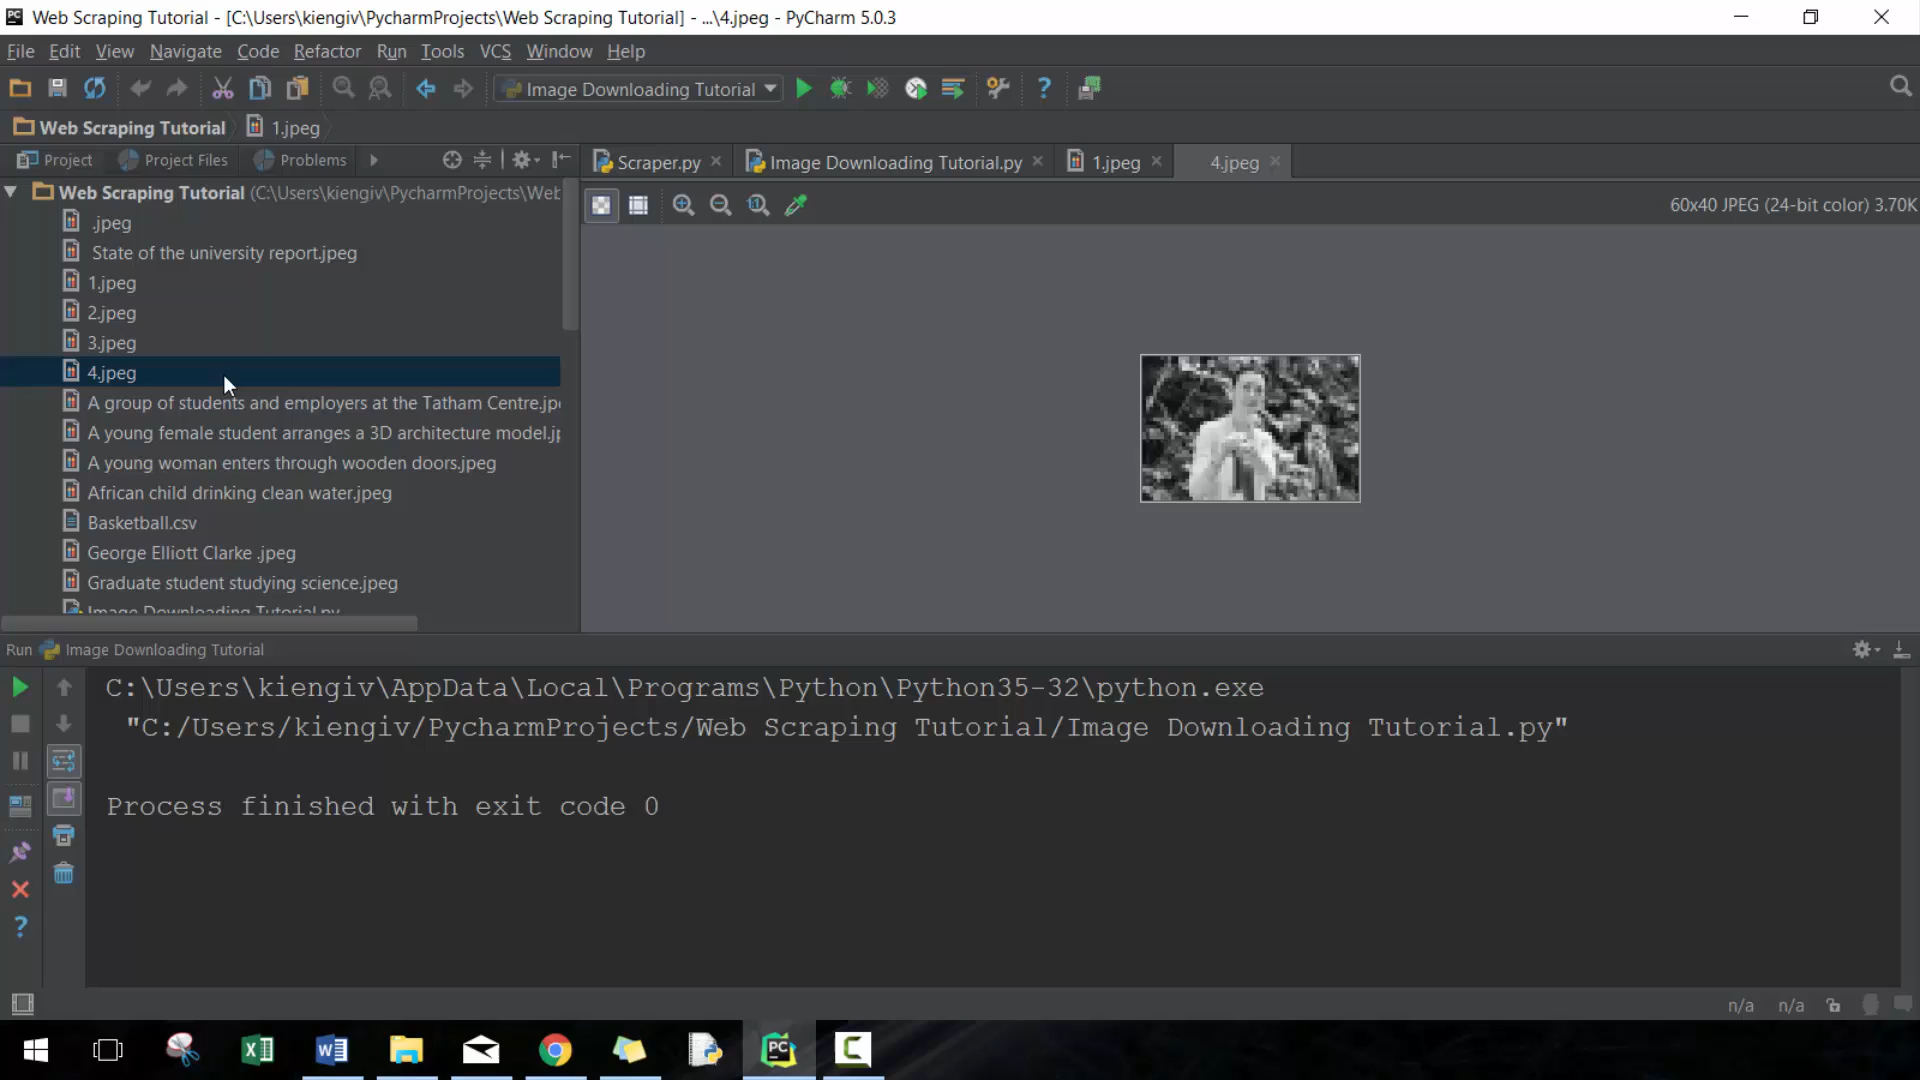 Web Scraping Tutorial - [C:\Users\kiengiv\PycharmProjects\Web Scraping Tutorial] - ...\4.jpeg - PyCharm 5.0.3
File Edit View Navigate Code Refactor Run Tools VCS Window Help
Image Downloading Tutorial
Web Scraping Tutorial 1.jpeg
Project Project Files Problems
Scraper.py Image Downloading Tutorial.py 1.jpeg 4.jpeg
Web Scraping Tutorial (C:\Users\kiengiv\PycharmProjects\Web
60x40 JPEG (24-bit color) 3.70K
.jpeg
State of the university report.jpeg
1.jpeg
2.jpeg
3.jpeg
4.jpeg
A group of students and employers at the Tatham Centre.jp
A young female student arranges a 3D architecture model.j
A young woman enters through wooden doors.jpeg
African child drinking clean water.jpeg
Basketball.csv
George Elliott Clarke .jpeg
Graduate student studying science.jpeg
Image Downloading Tutorial.py
Run Image Downloading Tutorial
C:\Users\kiengiv\AppData\Local\Programs\Python\Python35-32\python.exe
"C:/Users/kiengiv/PycharmProjects/Web Scraping Tutorial/Image Downloading Tutorial.py"
Process finished with exit code 0
n/a n/a